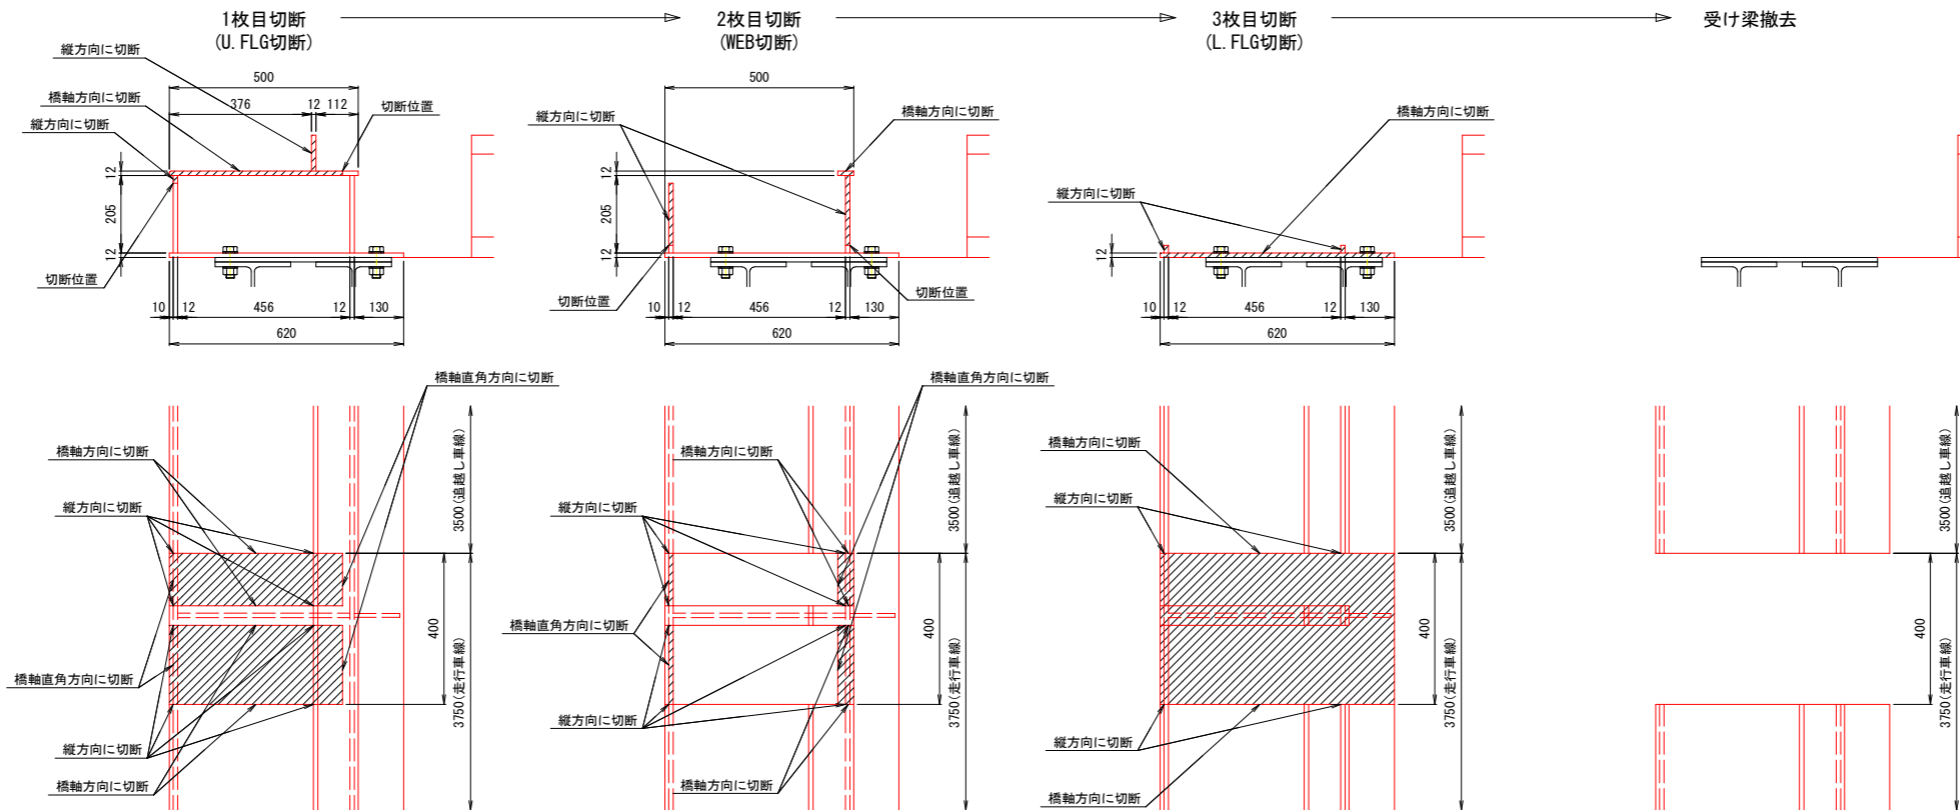 1枚目切断
(U.FLG切断)
2枚目切断
(WEB切断)
3枚目切断
(L.FLG切断)
受け梁撤去
縦方向に切断
500
橋軸方向に切断
376
12
112
切断位置
縦方向に切断
12
205
12
切断位置
10
12
456
12
130
620
500
縦方向に切断
橋軸方向に切断
12
205
12
切断位置
切断位置
10
12
456
12
130
620
橋軸方向に切断
縦方向に切断
12
10
12
456
12
130
620
橋軸直角方向に切断
橋軸方向に切断
縦方向に切断
橋軸直角方向に切断
縦方向に切断
橋軸方向に切断
400
3500(追越し車線)
3750(走行車線)
橋軸直角方向に切断
橋軸方向に切断
縦方向に切断
橋軸直角方向に切断
縦方向に切断
橋軸方向に切断
400
3500(追越し車線)
3750(走行車線)
橋軸方向に切断
縦方向に切断
縦方向に切断
橋軸方向に切断
400
3500(追越し車線)
3750(走行車線)
400
3500(追越し車線)
3750(走行車線)